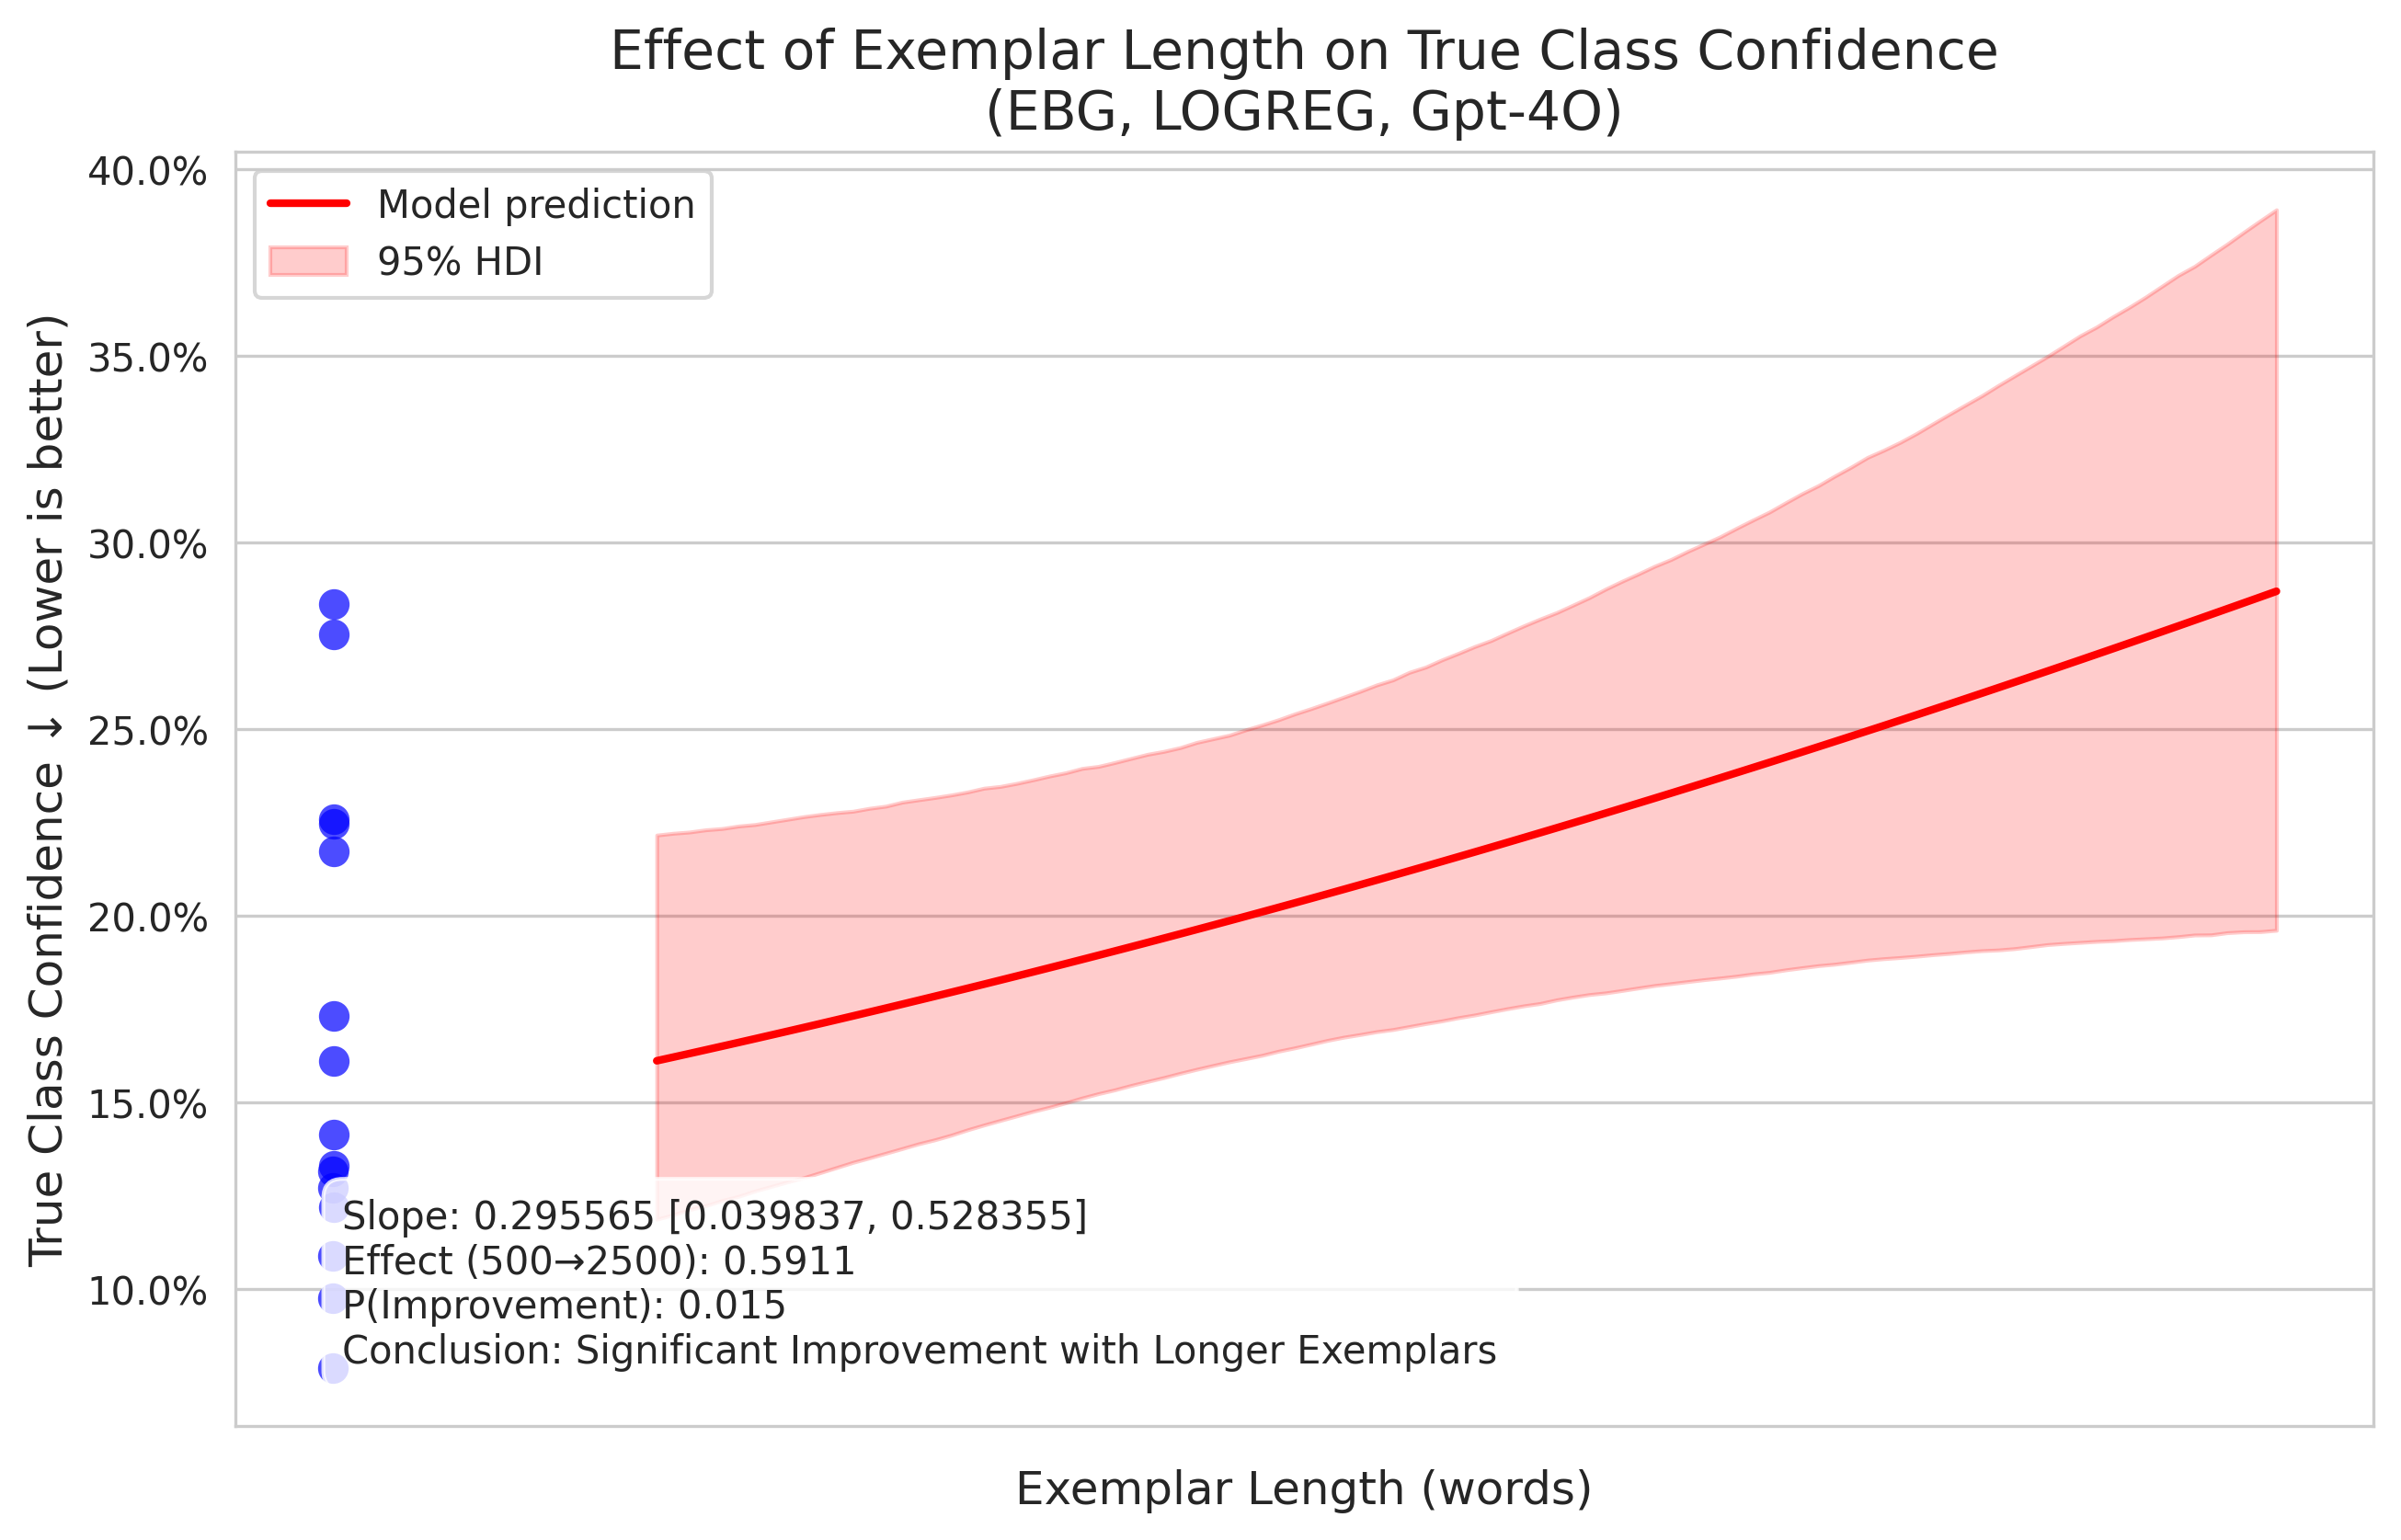 Effect of Exemplar Length on True Class Confidence
(EBG, LOGREG, Gpt-4O)
True Class Confidence ↓ (Lower is better)
40.0%
35.0%
30.0%
25.0%
20.0%
15.0%
10.0%
Model prediction
95% HDI
Slope: 0.295565 [0.039837, 0.528355]
Effect (500→2500): 0.5911
P(Improvement): 0.015
Conclusion: Significant Improvement with Longer Exemplars
Exemplar Length (words)